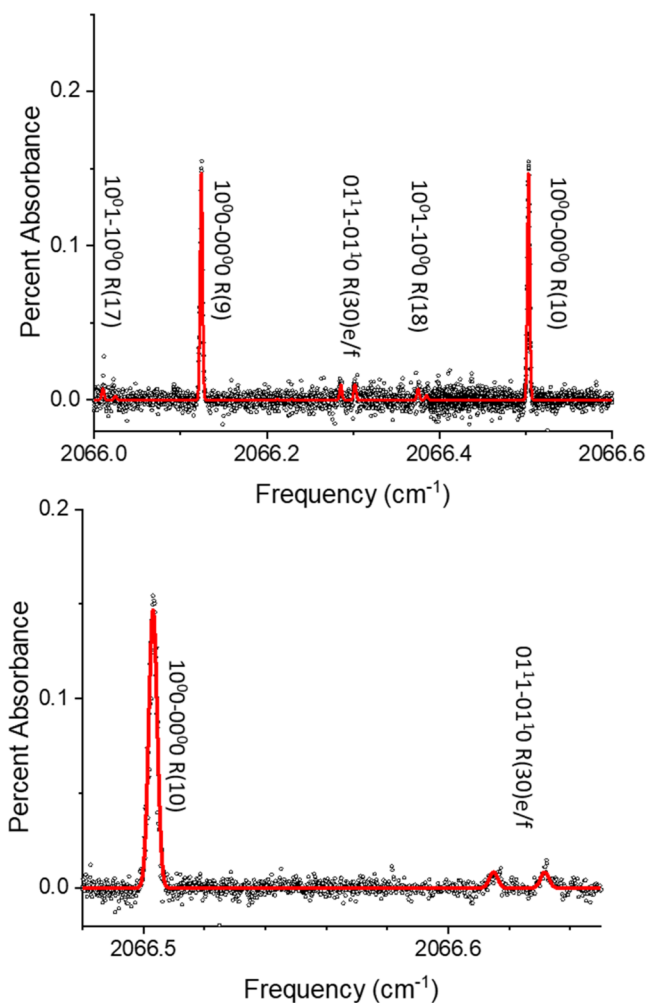 0.2
0.1
0.0
Percent Absorbance
10⁰1-10⁰0 R(17)
10⁰0-00⁰0 R(9)
01¹1-01¹0 R(30)e/f
10⁰1-10⁰0 R(18)
10⁰0-00⁰0 R(10)
2066.0
2066.2
2066.4
2066.6
Frequency (cm⁻¹)
0.2
0.1
0.0
Percent Absorbance
10⁰0-00⁰0 R(10)
01¹1-01¹0 R(30)e/f
2066.5
2066.6
Frequency (cm⁻¹)